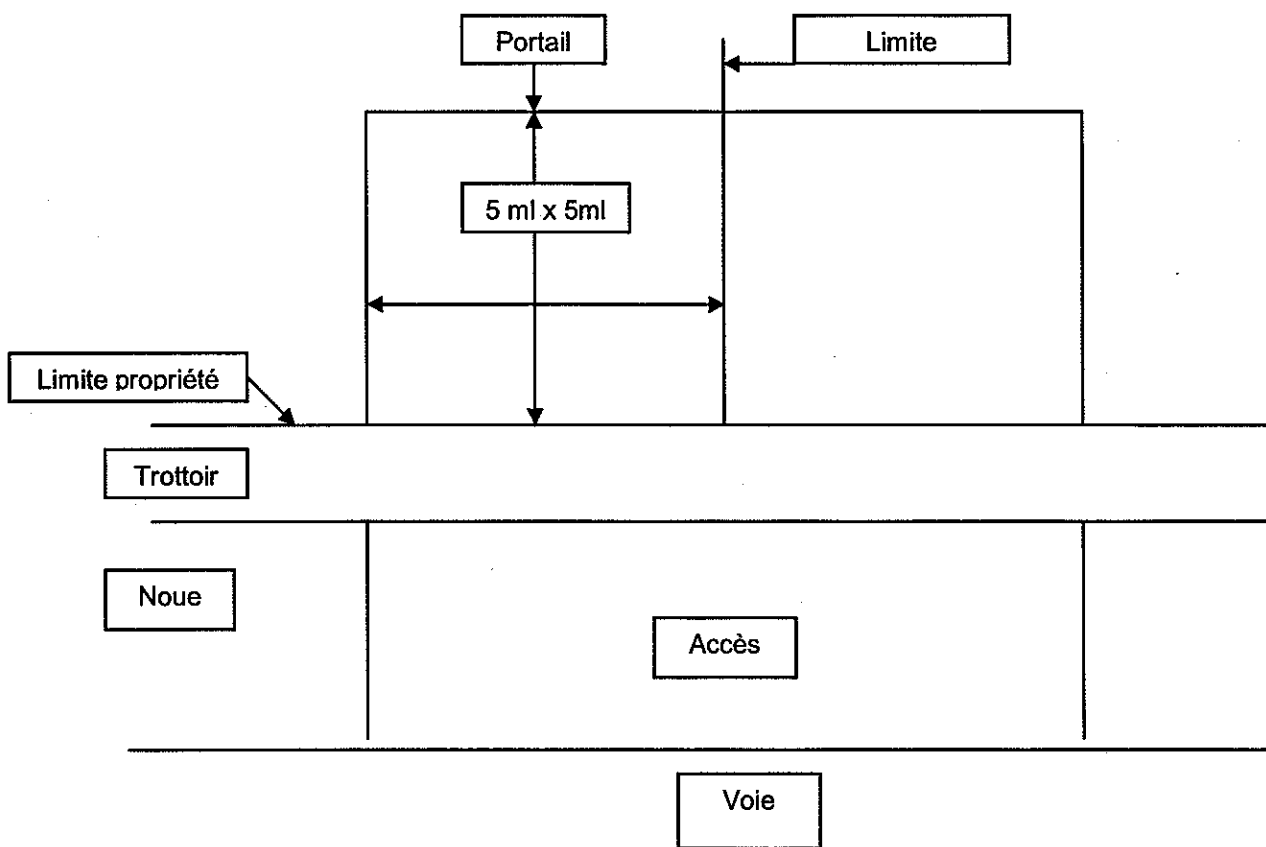 Portail
Limite
5 ml x 5ml
Limite propriété
Trottoir
Noue
Accès
Voie